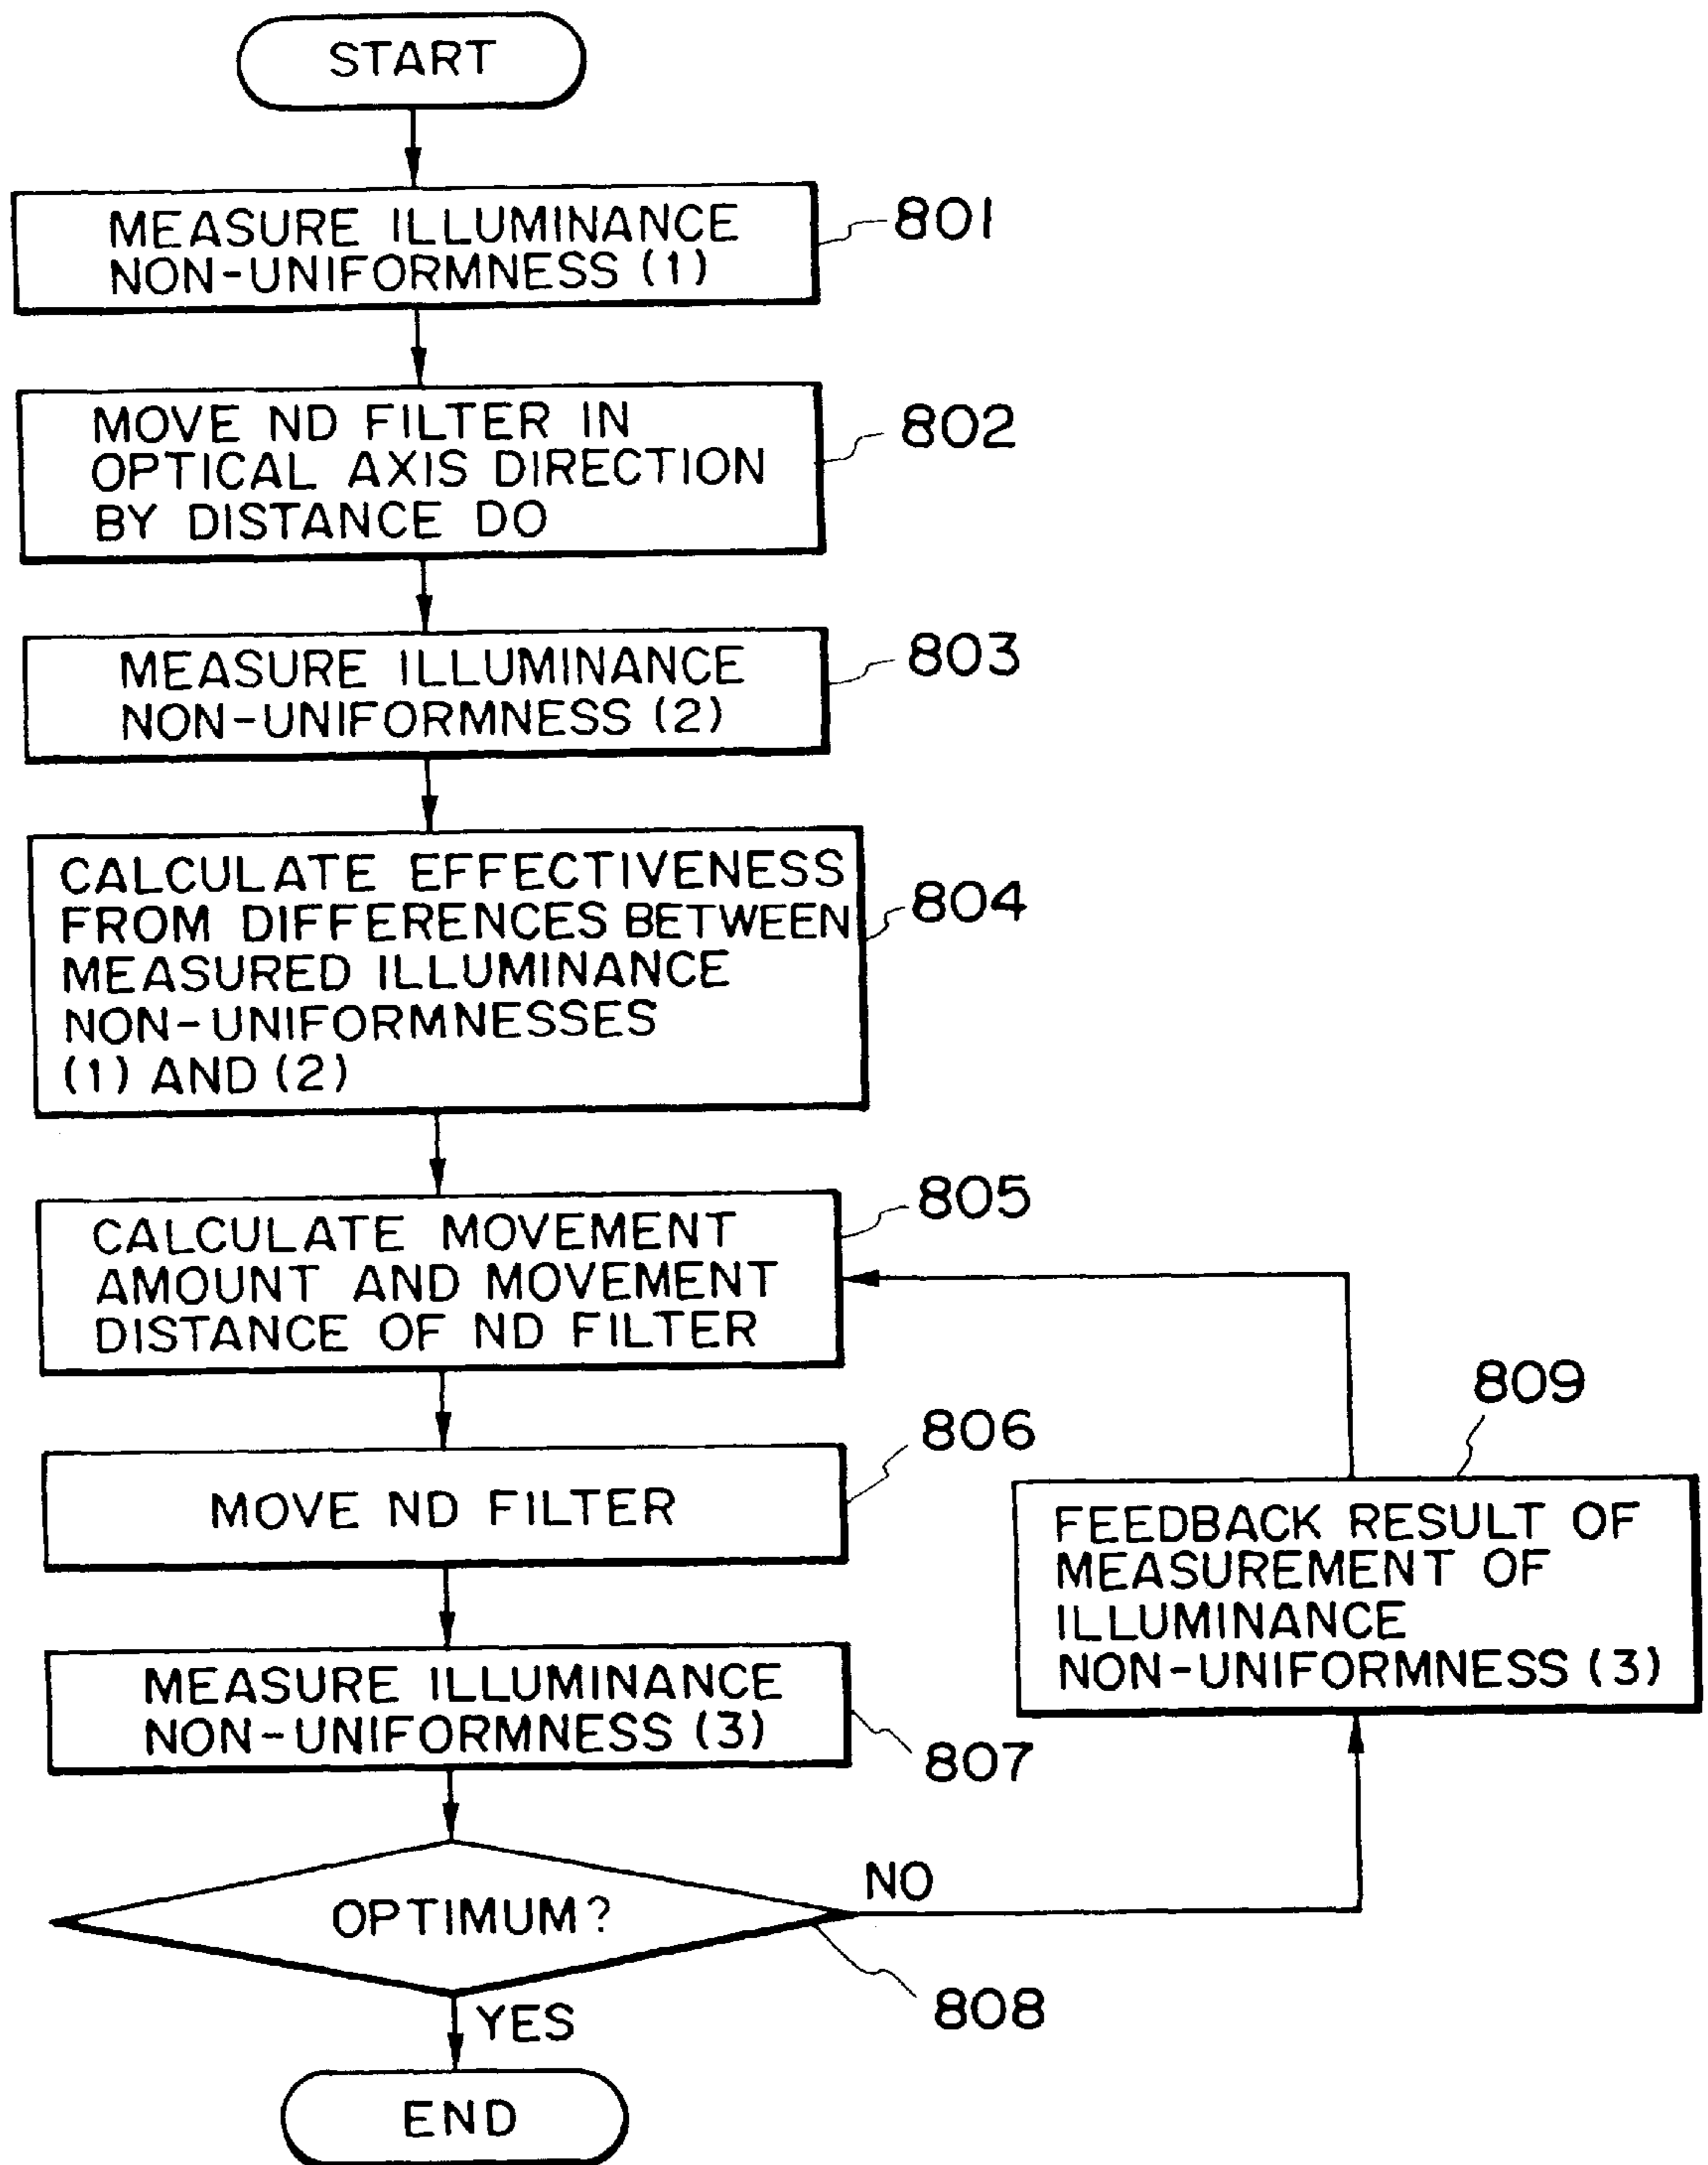 START
MEASURE ILLUMINANCE
NON-UNIFORMNESS (1)
801
MOVE ND FILTER IN
OPTICAL AXIS DIRECTION
BY DISTANCE DO
802
MEASURE ILLUMINANCE
NON-UNIFORMNESS (2)
803
CALCULATE EFFECTIVENESS
FROM DIFFERENCES BETWEEN
MEASURED ILLUMINANCE
NON-UNIFORMNESSES
(1) AND (2)
804
CALCULATE MOVEMENT
AMOUNT AND MOVEMENT
DISTANCE OF ND FILTER
805
MOVE ND FILTER
806
MEASURE ILLUMINANCE
NON-UNIFORMNESS (3)
807
OPTIMUM?
808
NO
809
FEEDBACK RESULT OF
MEASUREMENT OF
ILLUMINANCE
NON-UNIFORMNESS (3)
YES
END